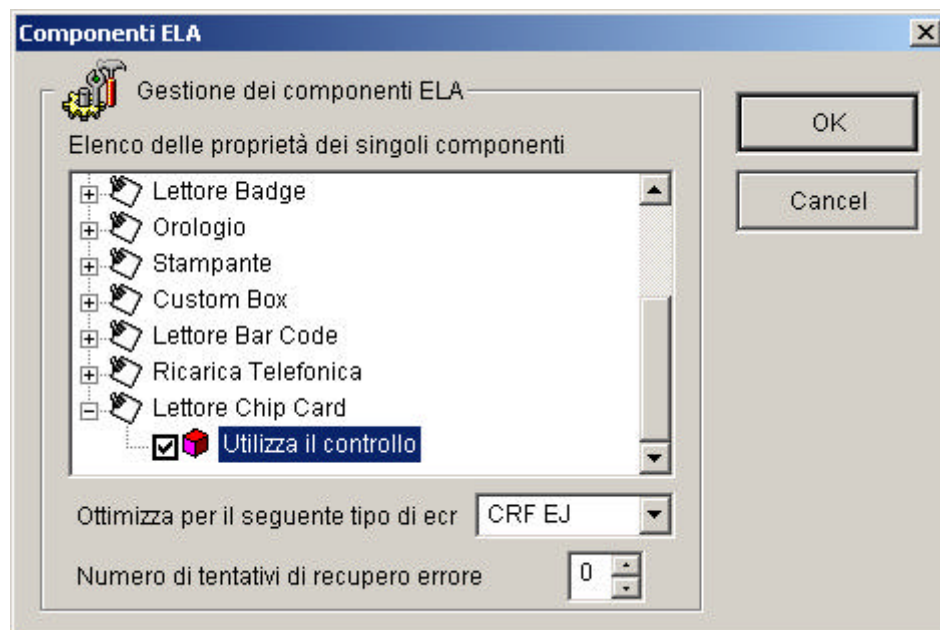 Componenti ELA
Gestione dei componenti ELA
Elenco delle proprietà dei singoli componenti
Lettore Badge
Orologio
Stampante
Custom Box
Lettore Bar Code
Ricarica Telefonica
Lettore Chip Card
Utilizza il controllo
Ottimizza per il seguente tipo di ecr CRF EJ
Numero di tentativi di recupero errore 0
OK
Cancel